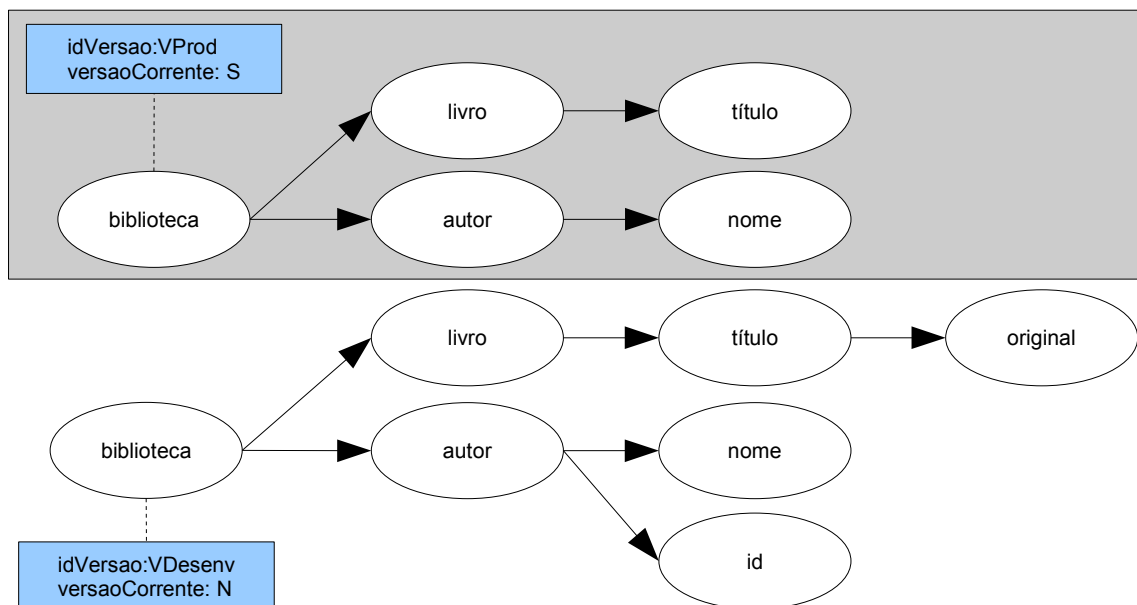 idVersao:VProd
versaoCorrente: S
livro
título
biblioteca
autor
nome
livro
título
original
biblioteca
autor
nome
id
idVersao:VDesenv
versaoCorrente: N